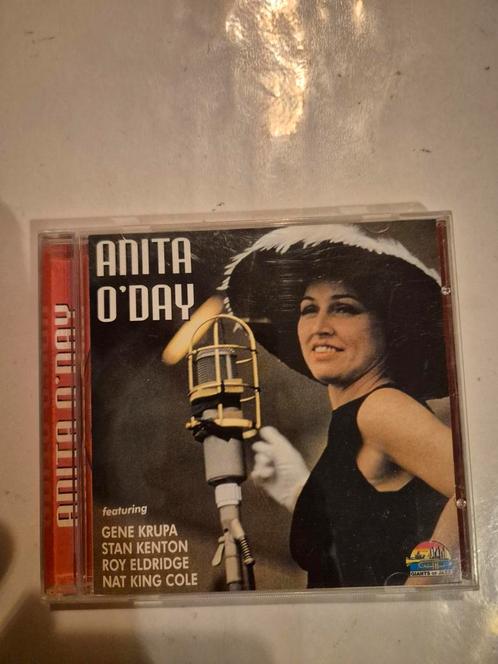 ANITA
O'DAY
ANITA O'DAY
featuring
GENE KRUPA
STAN KENTON
ROY ELDRIDGE
NAT KING COLE
GIANTS OF JAZZ